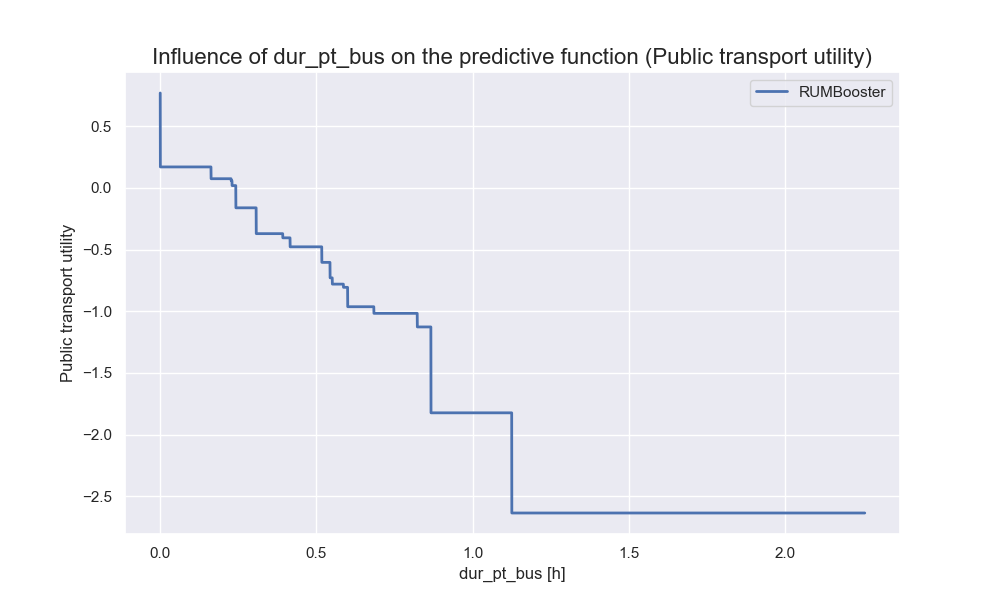 Influence of dur_pt_bus on the predictive function (Public transport utility)
RUMBooster
0.5
0.0
−0.5
−1.0
−1.5
−2.0
−2.5
Public transport utility
0.0 0.5 1.0 1.5 2.0
dur_pt_bus [h]